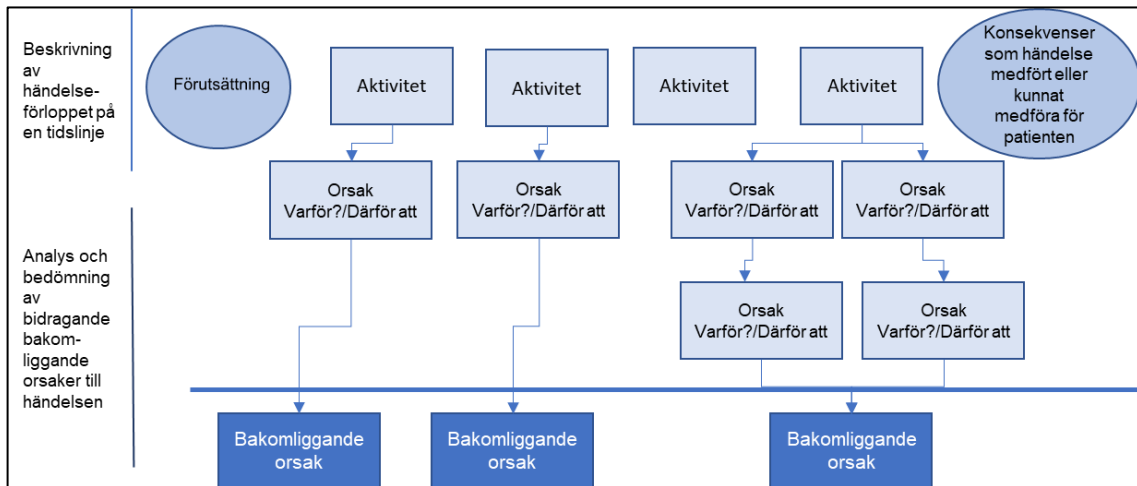 Beskrivning
av
händelse-
förloppet på
en tidslinje
Förutsättning
Aktivitet
Aktivitet
Aktivitet
Aktivitet
Konsekvenser
som händelse
medfört eller
kunnat
medföra för
patienten
Analys och
bedömning
av
bidragande
bakom-
liggande
orsaker till
händelsen
Orsak
Varför?/Därför att
Orsak
Varför?/Därför att
Orsak
Varför?/Därför att
Orsak
Varför?/Därför att
Orsak
Varför?/Därför att
Orsak
Varför?/Därför att
Bakomliggande
orsak
Bakomliggande
orsak
Bakomliggande
orsak